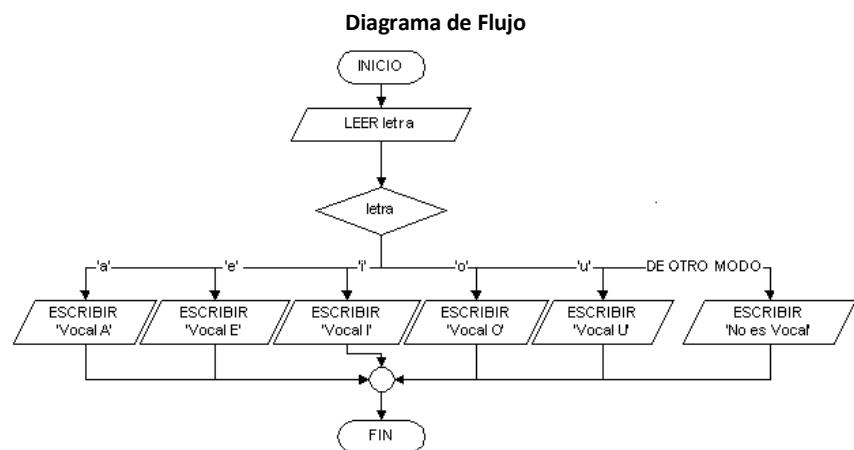 Diagrama de Flujo
INICIO
LEER letra
letra
'a' 'e' 'i' 'o' 'u' DE OTRO MODO
ESCRIBIR ESCRIBIR ESCRIBIR ESCRIBIR ESCRIBIR ESCRIBIR
'Vocal A' 'Vocal E' 'Vocal I' 'Vocal O' 'Vocal U' 'No es Vocal'
FIN